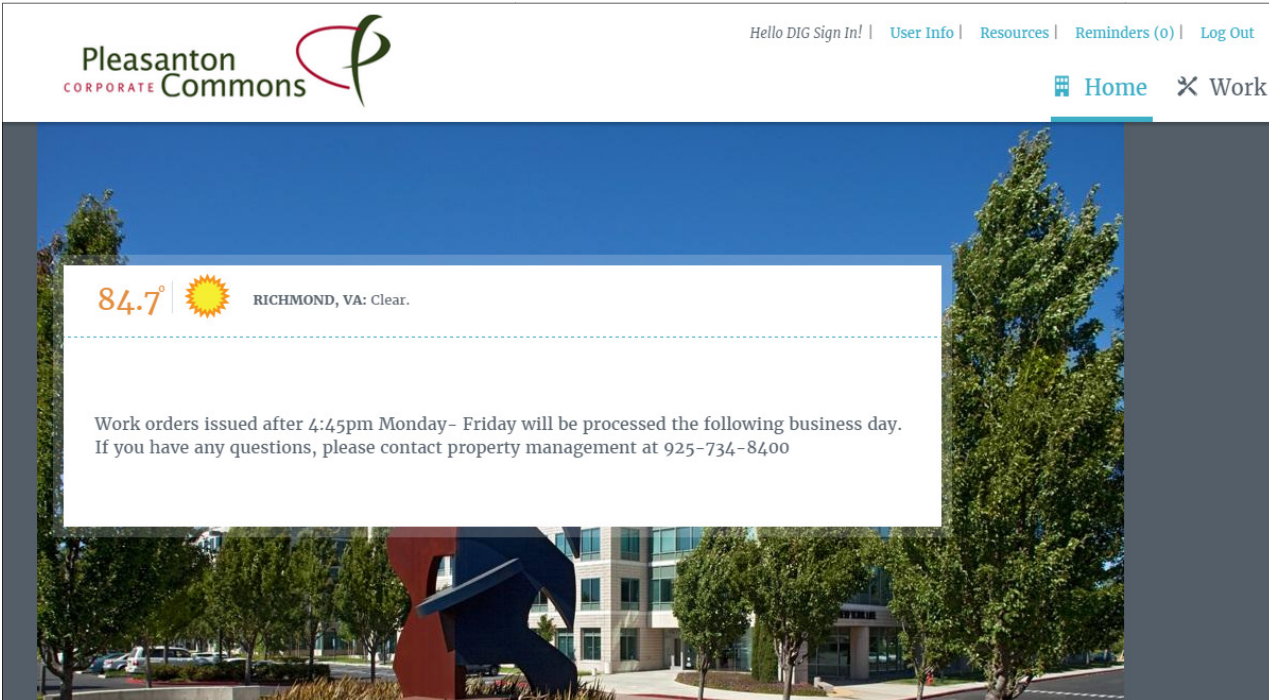 Pleasanton
CORPORATE Commons
Hello DIG Sign In! | User Info | Resources | Reminders (0) | Log Out
Home Work
84.7° RICHMOND, VA: Clear.
Work orders issued after 4:45pm Monday- Friday will be processed the following business day.
If you have any questions, please contact property management at 925-734-8400